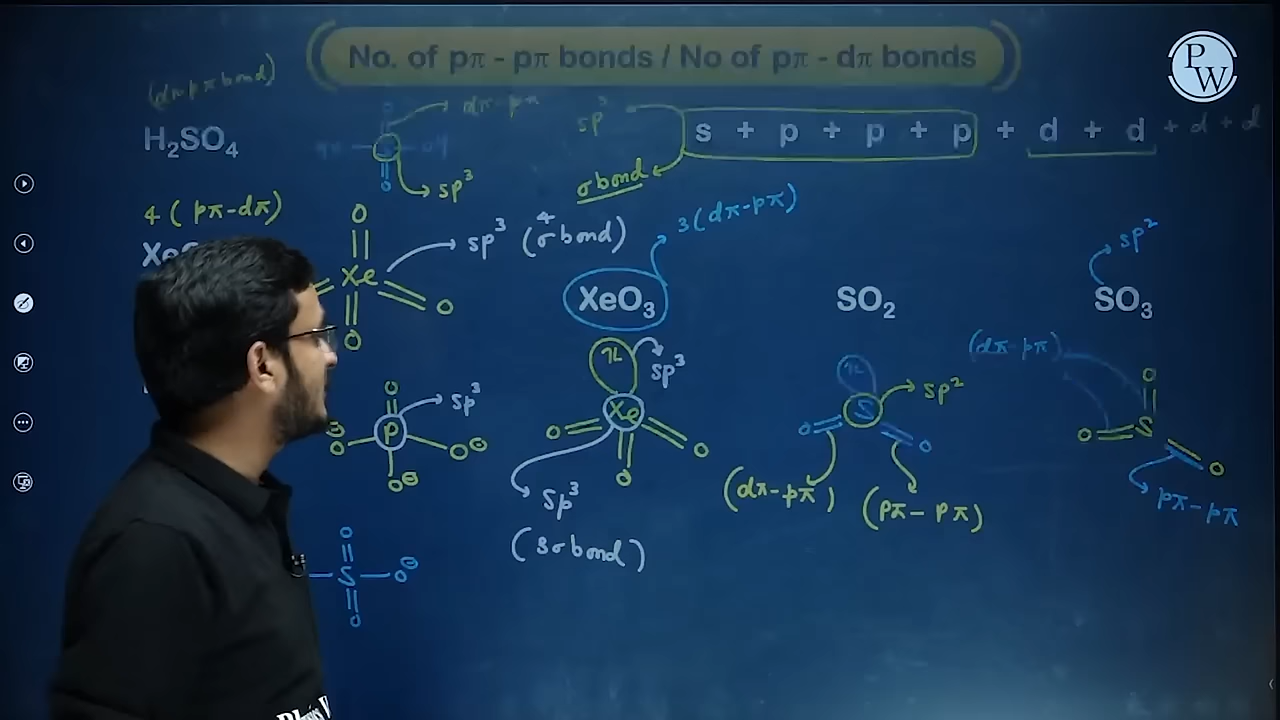 No. of pπ - pπ bonds / No of pπ - dπ bonds
PW
(dπ-pπ bond)
dπ-pπ
sp³
s + p + p + p + d + d + d + d
H₂SO₄
sp³
σ bond
4 (pπ-dπ)
O
sp³ (4 σ bond)
3 (dπ-pπ)
sp²
Xe
XeO₃
SO₂
SO₃
O
O
(dπ-pπ)
sp³
O
O
sp³
P
O⊖
O⊖
O⊖
Xe
O
O
O
S
sp²
O
O
S
O
O
O
sp³
(3σ bond)
(dπ-pπ)
(pπ-pπ)
pπ-pπ
O
S
O⊖
O